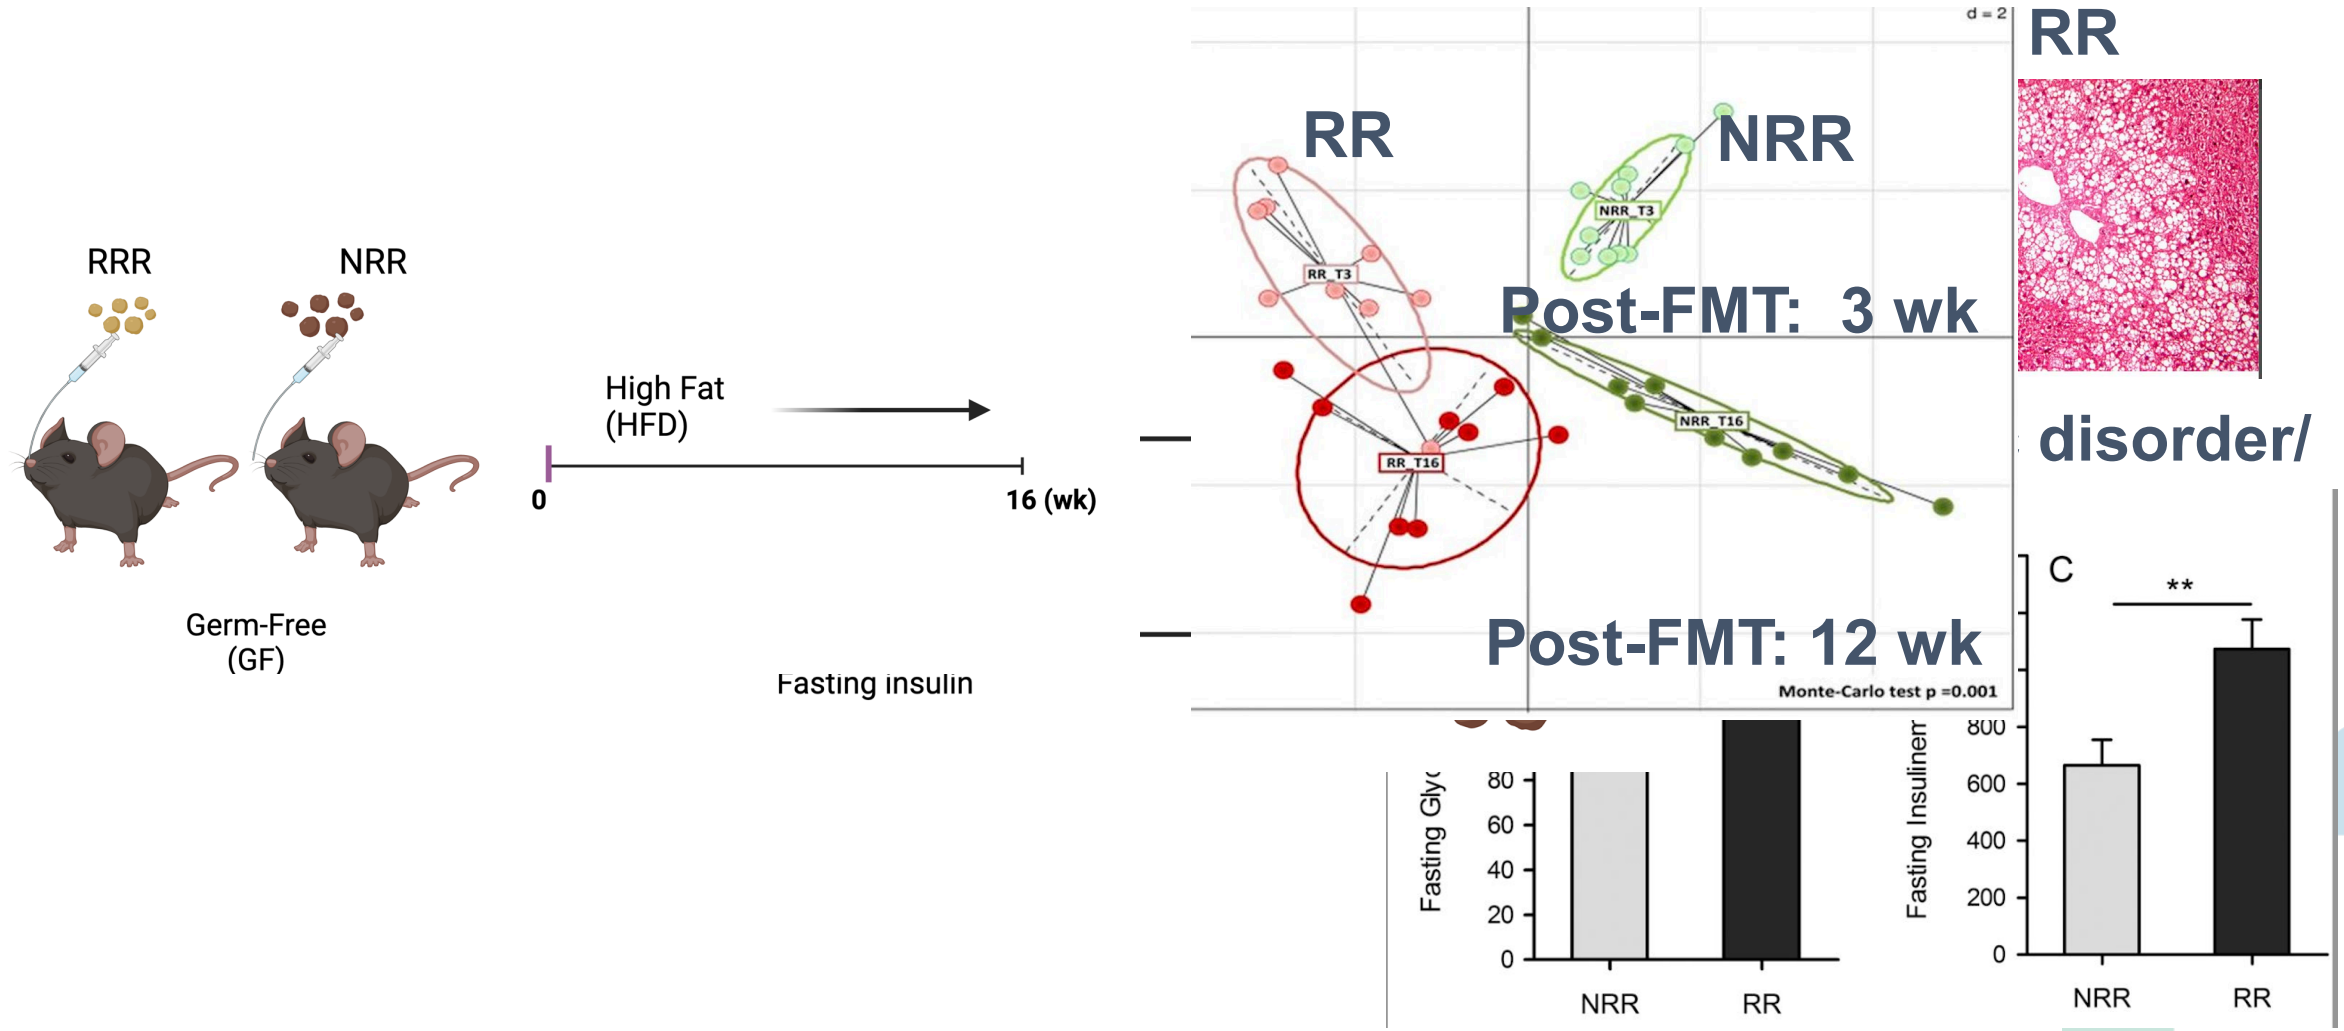 RRR
NRR
Germ-Free
(GF)
High Fat
(HFD)
0
16 (wk)
Fasting insulin
d = 2
RR
NRR
RR_T3
NRR_T3
Post-FMT: 3 wk
RR_T16
NRR_T16
Post-FMT: 12 wk
Monte-Carlo test p =0.001
RR
disorder/
80
60
40
20
0
Fasting
NRR
RR
C
**
800
600
400
200
0
Fasting
NRR
RR